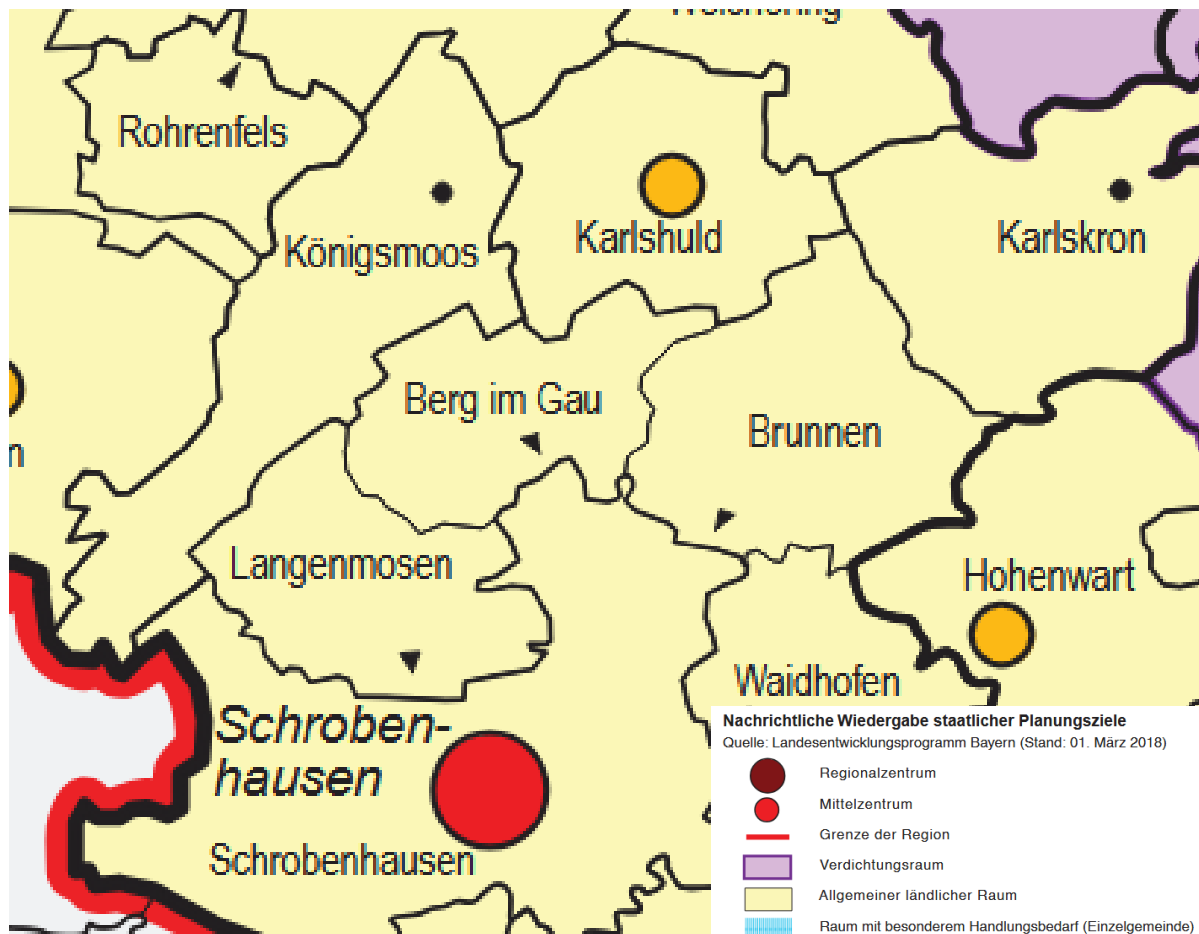 Rohrenfels
Königsmoos
Karlshuld
Karlskron
Berg im Gau
Brunnen
n
Langenmosen
Hohenwart
Waidhofen
Schroben-
hausen
Schrobenhausen
Nachrichtliche Wiedergabe staatlicher Planungsziele
Quelle: Landesentwicklungsprogramm Bayern (Stand: 01. März 2018)
Regionalzentrum
Mittelzentrum
Grenze der Region
Verdichtungsraum
Allgemeiner ländlicher Raum
Raum mit besonderem Handlungsbedarf (Einzelgemeinde)